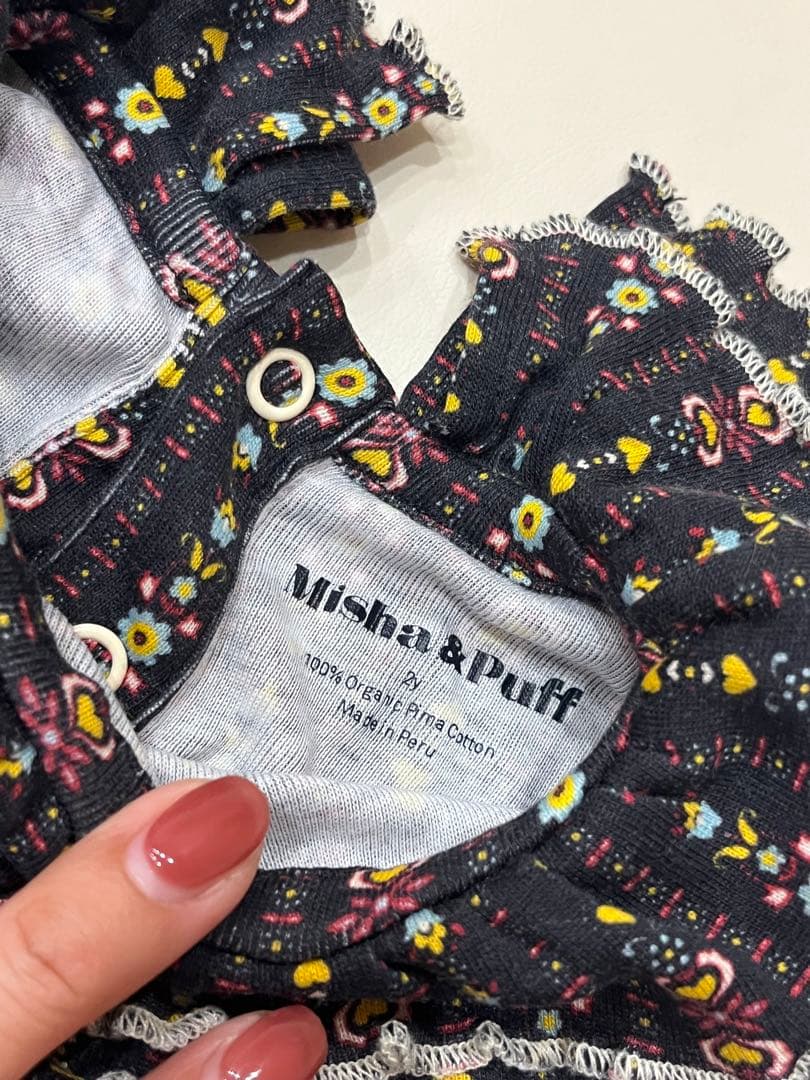 Misha & Puff
2y
100% Organic Pima Cotton
Made in Peru